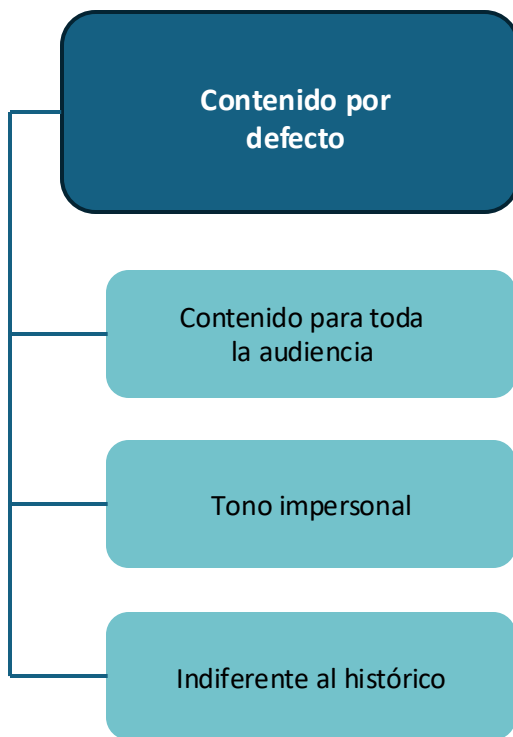 Contenido por
defecto
Contenido para toda
la audiencia
Tono impersonal
Indiferente al histórico